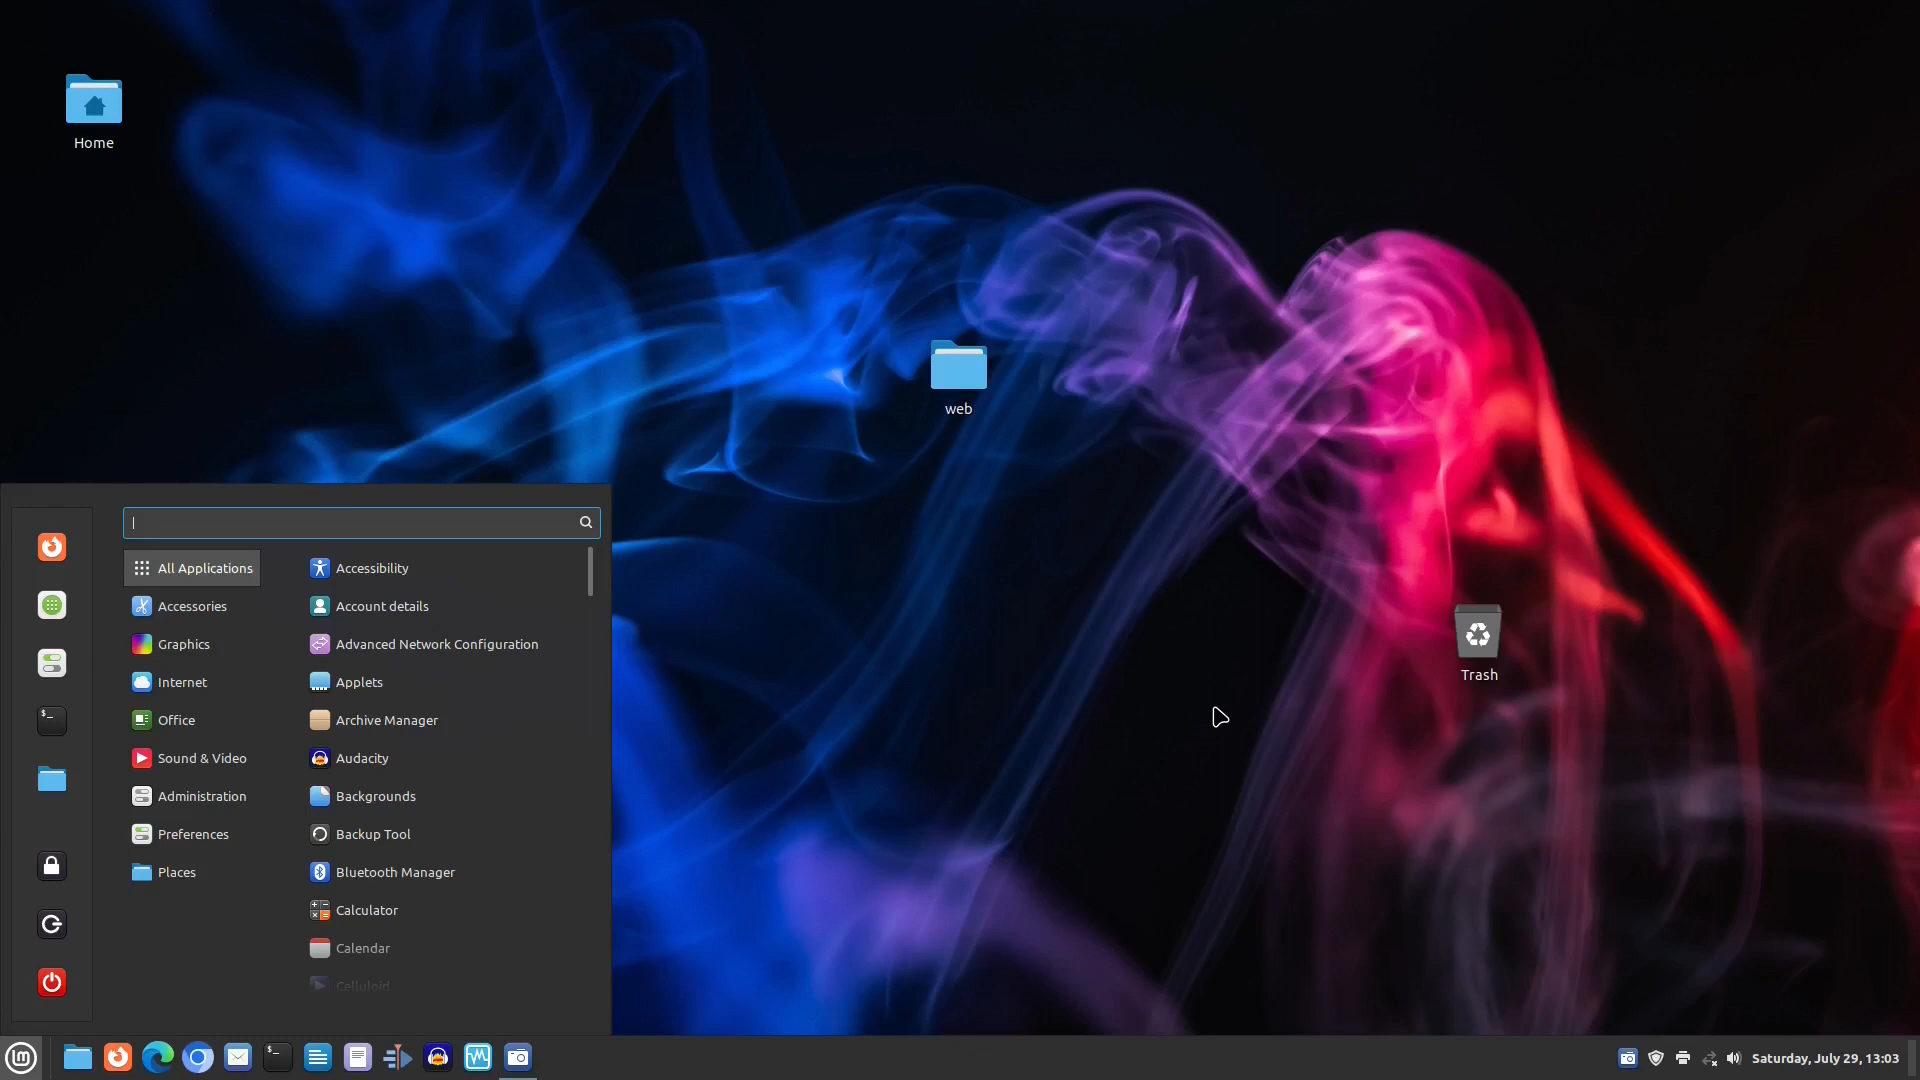 Home
web
Trash
All Applications
Accessories
Graphics
Internet
Office
Sound & Video
Administration
Preferences
Places
Accessibility
Account details
Advanced Network Configuration
Applets
Archive Manager
Audacity
Backgrounds
Backup Tool
Bluetooth Manager
Calculator
Calendar
Celluloid
Saturday, July 29, 13:03